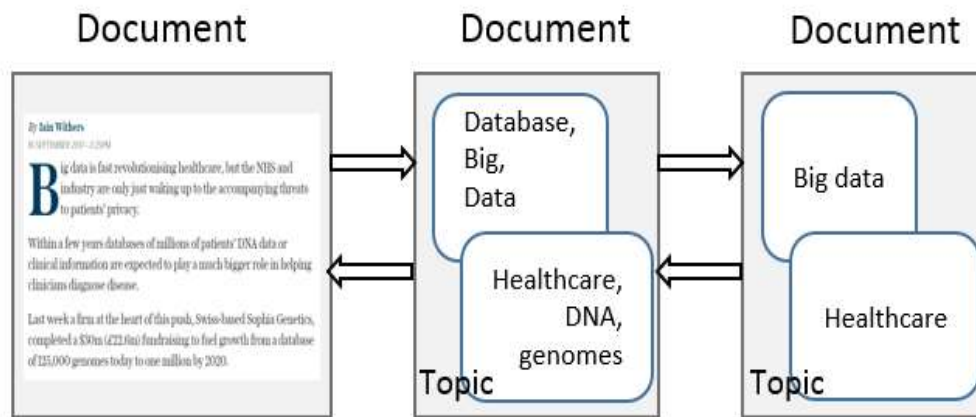 Document
Document
Document
By Iain Withers
Big data is fast revolutionising healthcare, but the NHS and
industry are only just waking up to the accompanying threats
to patients' privacy.
Within a few years databases of millions of patients' DNA data or
clinical information are expected to play a much bigger role in helping
clinicians diagnose disease.
Last week a firm at the heart of this push, Swiss-based Sophia Genetics,
completed a $30m (£22.6m) fundraising to fuel growth from a database
of 125,000 genomes today to one million by 2020.
Database,
Big,
Data
Healthcare,
DNA,
genomes
Topic
Big data
Healthcare
Topic